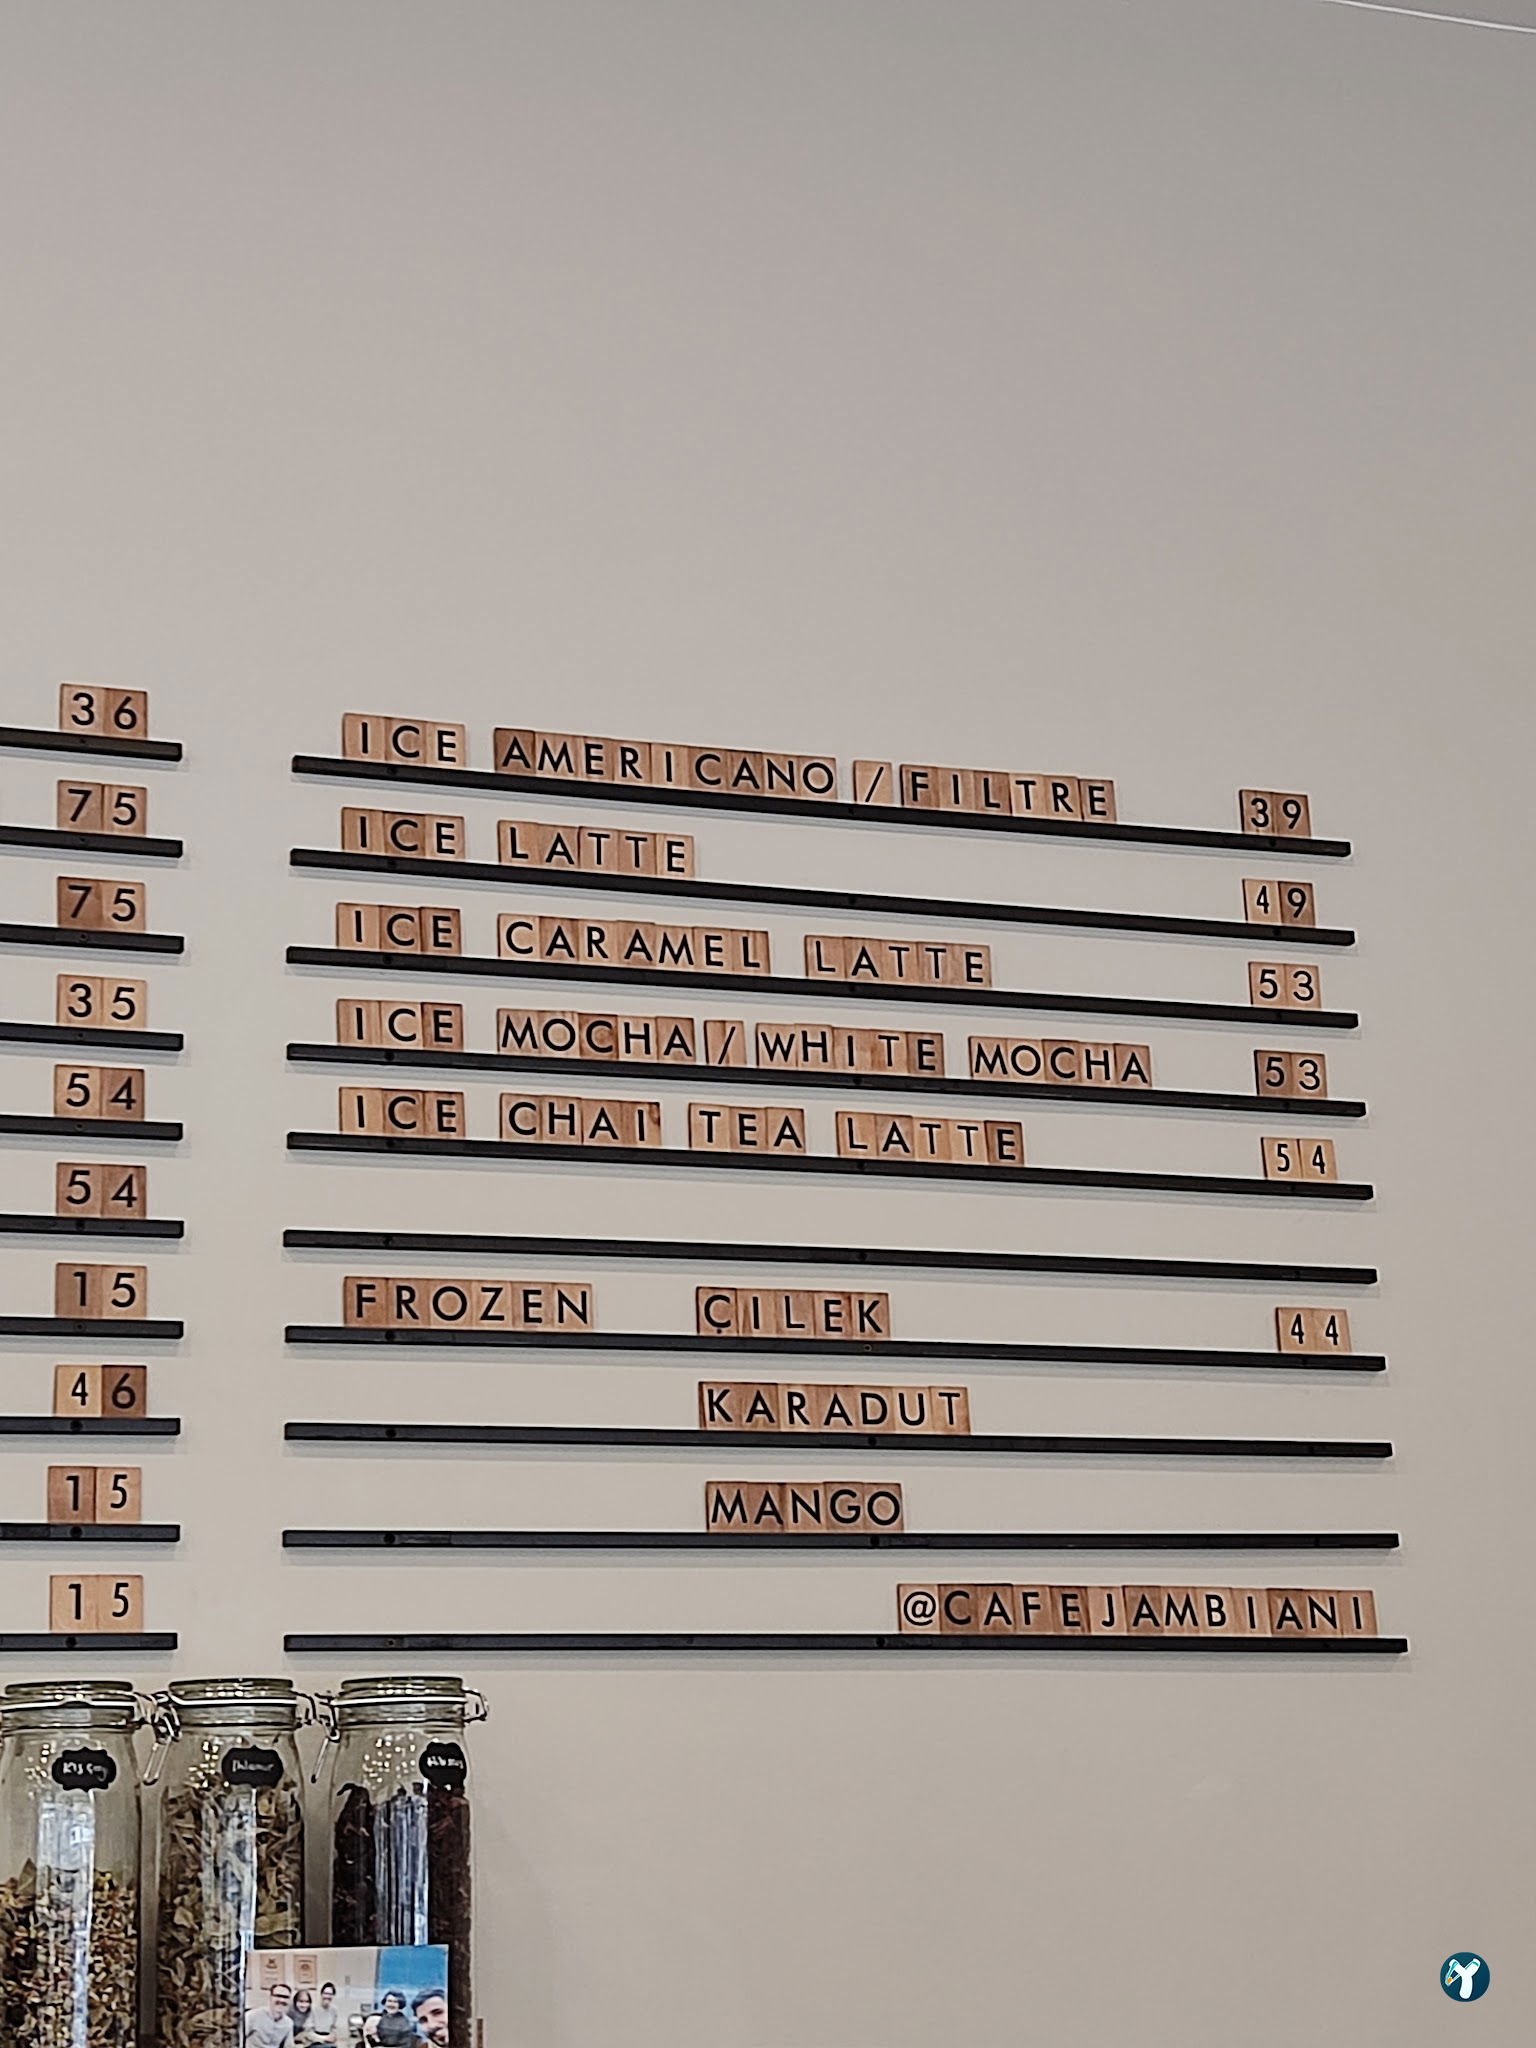 36
75
75
35
54
54
15
46
15
15
ICE AMERICANO / FILTRE 39
ICE LATTE 49
ICE CARAMEL LATTE 53
ICE MOCHA / WHITE MOCHA 53
ICE CHAI TEA LATTE 54
FROZEN ÇILEK 44
KARADUT
MANGO
@CAFEJAMBIANI
Ihlamur